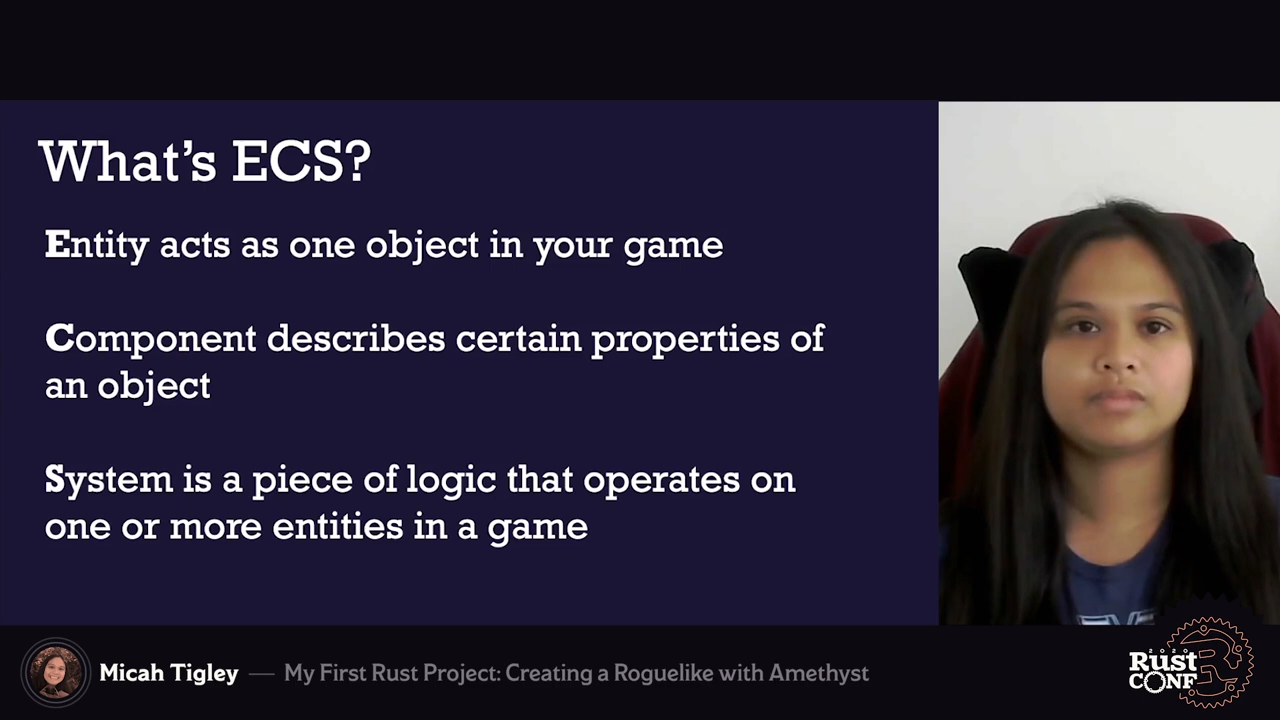 What's ECS?
Entity acts as one object in your game
Component describes certain properties of
an object
System is a piece of logic that operates on
one or more entities in a game
Micah Tigley — My First Rust Project: Creating a Roguelike with Amethyst
2020
Rust
CONF
R